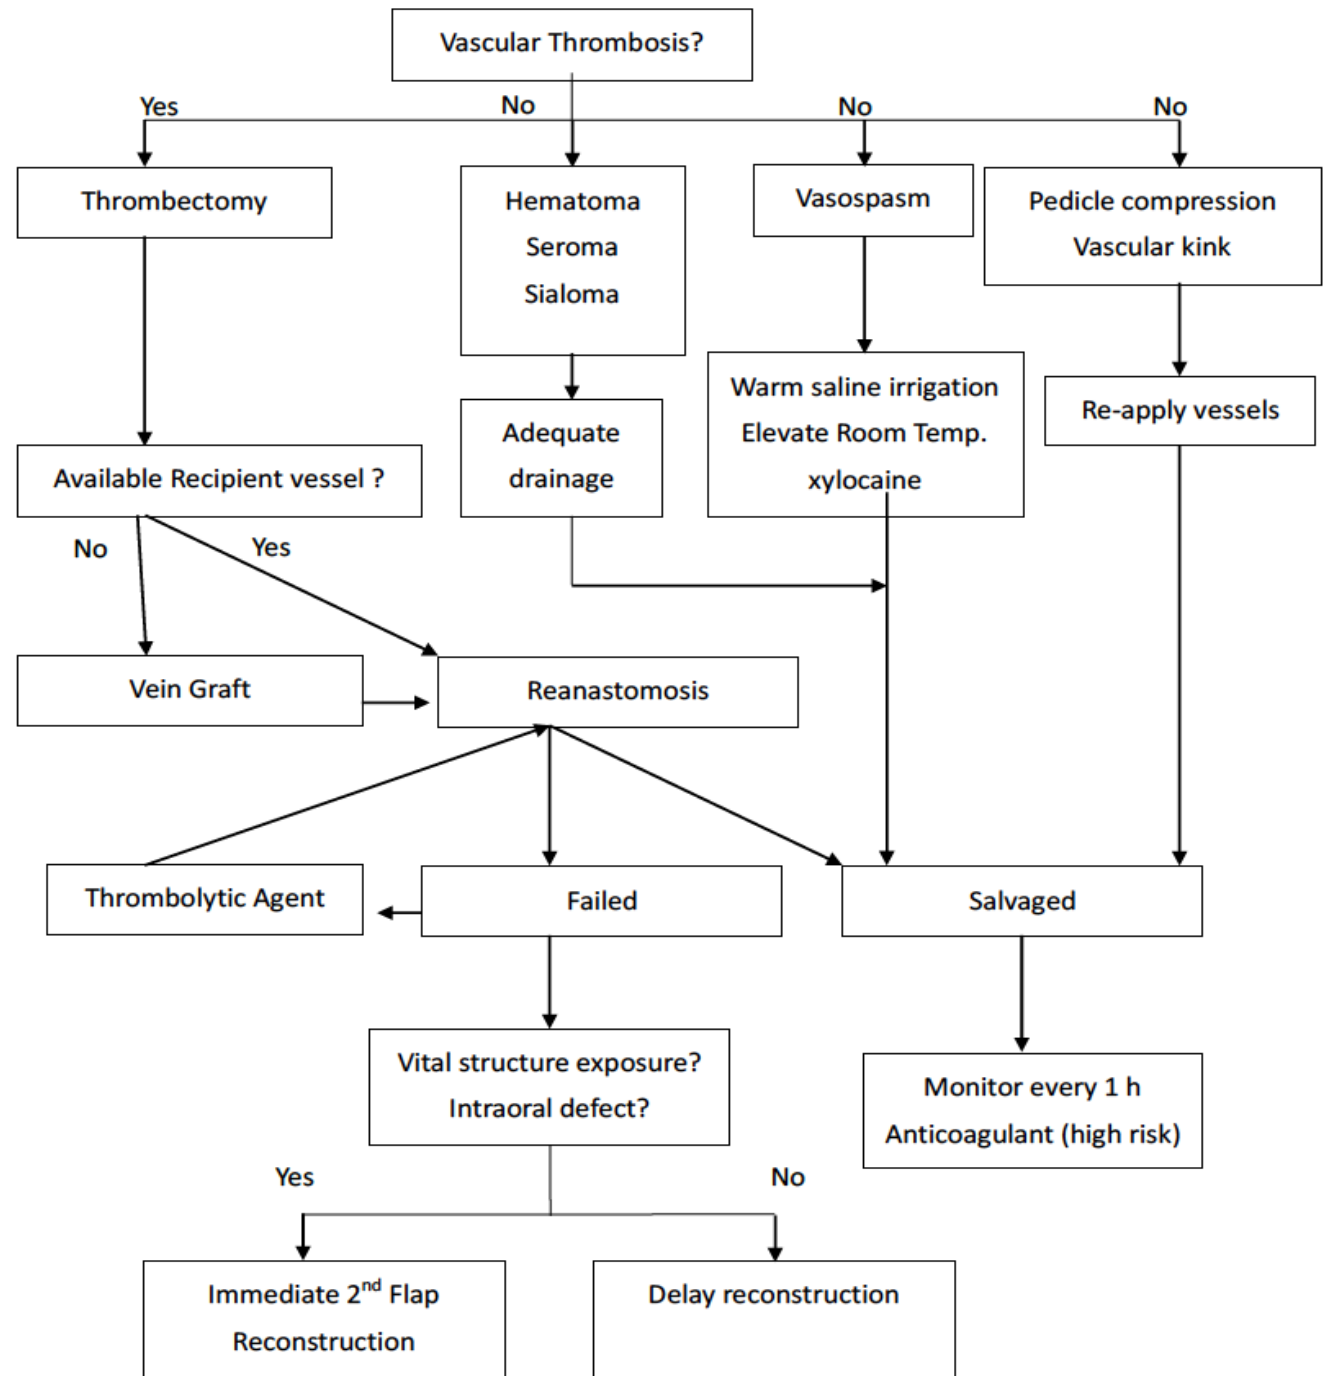 Vascular Thrombosis?
Yes
No
No
No
Thrombectomy
Hematoma
Seroma
Sialoma
Vasospasm
Pedicle compression
Vascular kink
Warm saline irrigation
Elevate Room Temp.
xylocaine
Re-apply vessels
Adequate
drainage
Available Recipient vessel ?
No
Yes
Vein Graft
Reanastomosis
Thrombolytic Agent
Failed
Salvaged
Vital structure exposure?
Intraoral defect?
Monitor every 1 h
Anticoagulant (high risk)
Yes
No
Immediate 2nd Flap
Reconstruction
Delay reconstruction